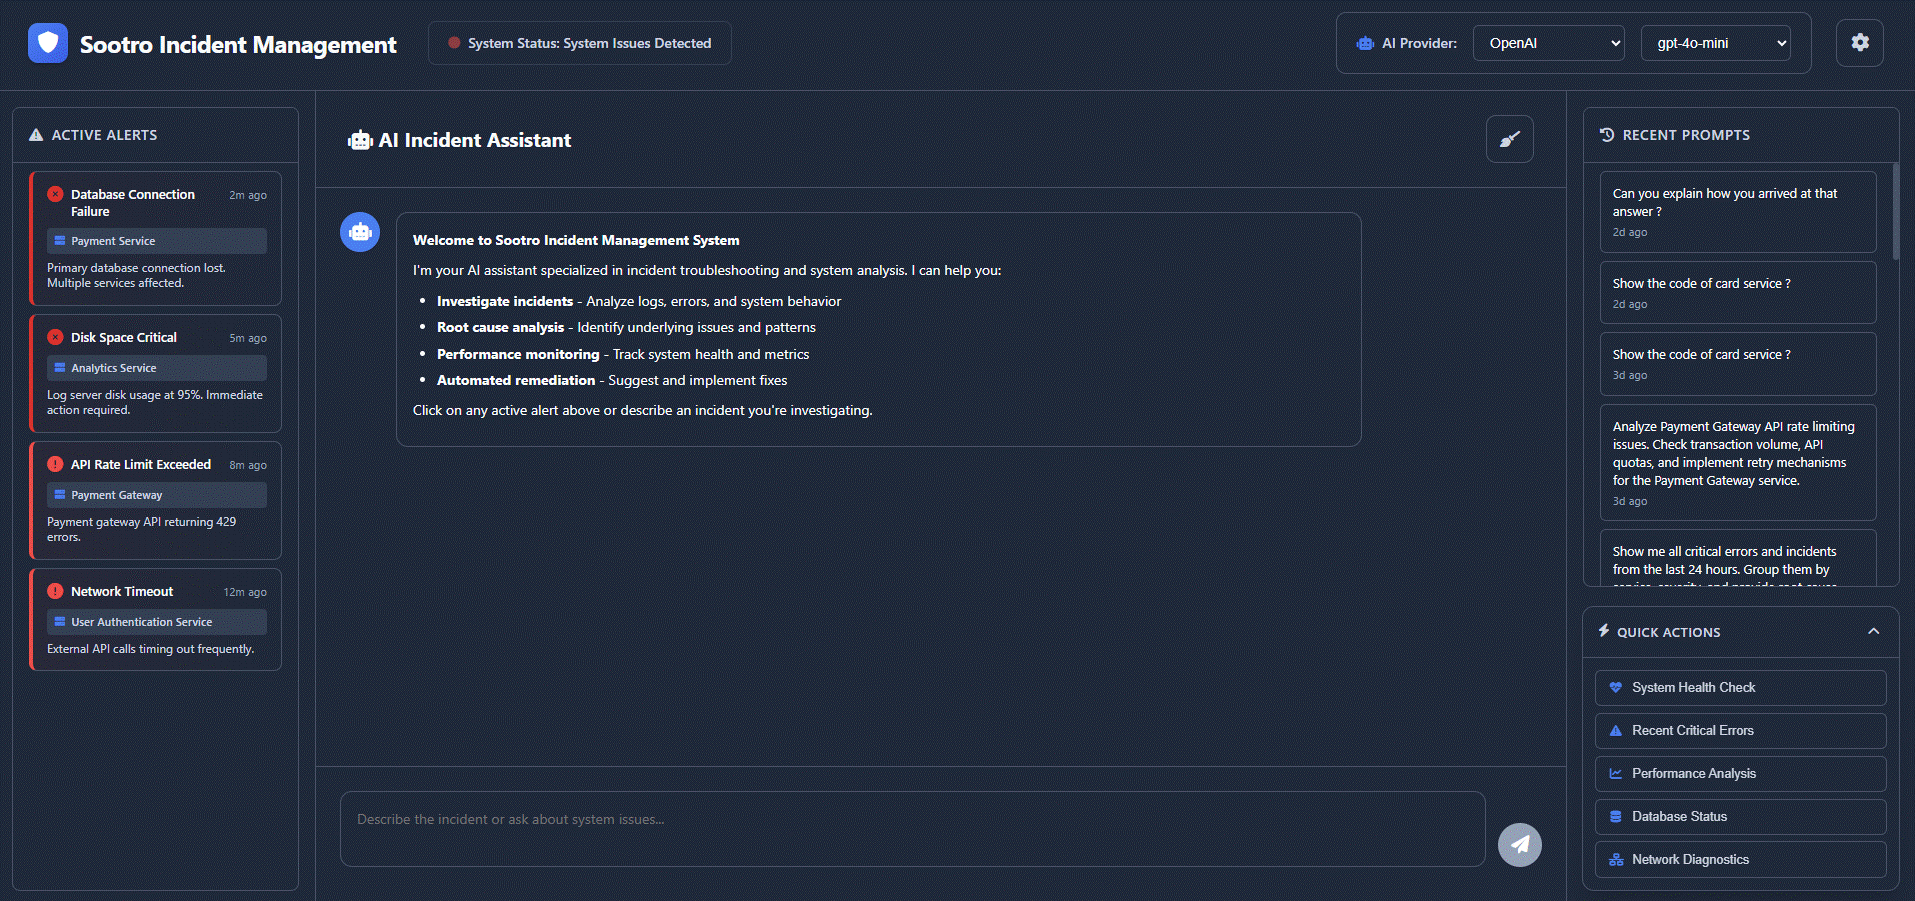 Sootro Incident Management
System Status: System Issues Detected
AI Provider:
OpenAI
gpt-4o-mini
ACTIVE ALERTS
Database Connection
Failure
2m ago
Payment Service
Primary database connection lost.
Multiple services affected.
Disk Space Critical
5m ago
Analytics Service
Log server disk usage at 95%. Immediate
action required.
API Rate Limit Exceeded
8m ago
Payment Gateway
Payment gateway API returning 429
errors.
Network Timeout
12m ago
User Authentication Service
External API calls timing out frequently.
AI Incident Assistant
Welcome to Sootro Incident Management System
I'm your AI assistant specialized in incident troubleshooting and system analysis. I can help you:
• Investigate incidents - Analyze logs, errors, and system behavior
• Root cause analysis - Identify underlying issues and patterns
• Performance monitoring - Track system health and metrics
• Automated remediation - Suggest and implement fixes
Click on any active alert above or describe an incident you're investigating.
Describe the incident or ask about system issues...
RECENT PROMPTS
Can you explain how you arrived at that
answer ?
2d ago
Show the code of card service ?
2d ago
Show the code of card service ?
3d ago
Analyze Payment Gateway API rate limiting
issues. Check transaction volume, API
quotas, and implement retry mechanisms
for the Payment Gateway service.
3d ago
Show me all critical errors and incidents
from the last 24 hours. Group them by
service, severity, and provide root cause
QUICK ACTIONS
System Health Check
Recent Critical Errors
Performance Analysis
Database Status
Network Diagnostics